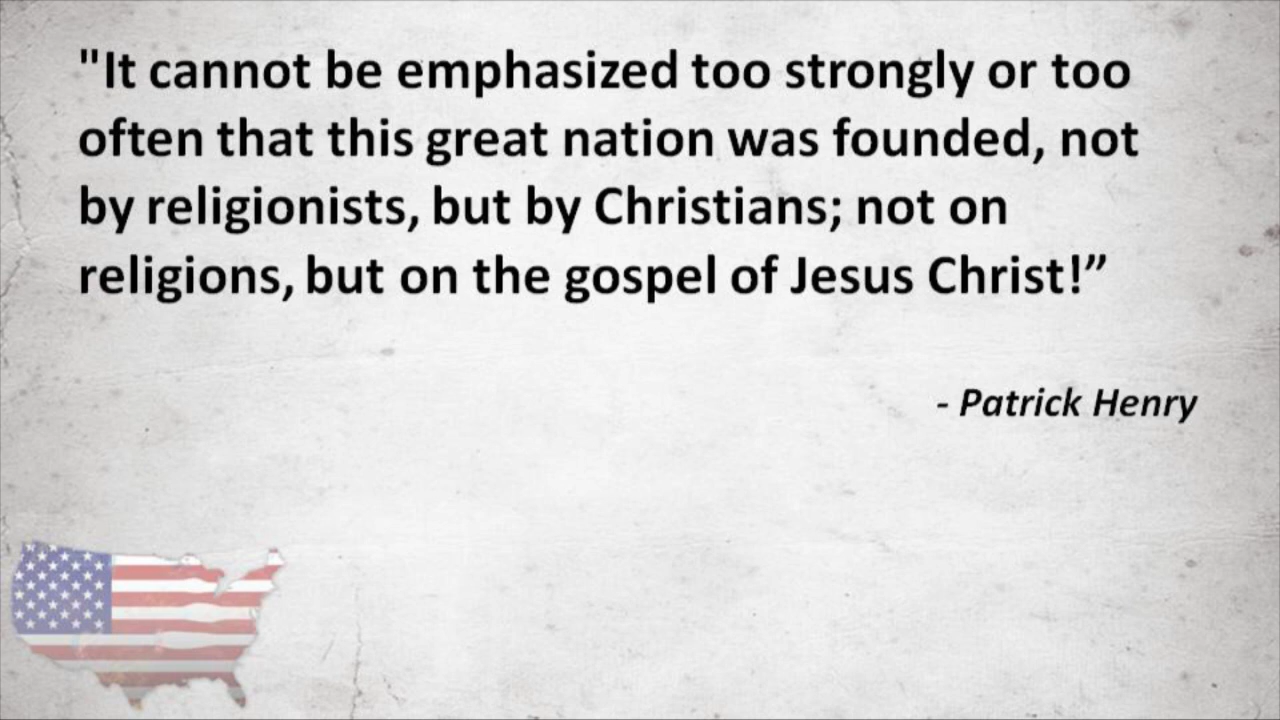 "It cannot be emphasized too strongly or too
often that this great nation was founded, not
by religionists, but by Christians; not on
religions, but on the gospel of Jesus Christ!”
- Patrick Henry